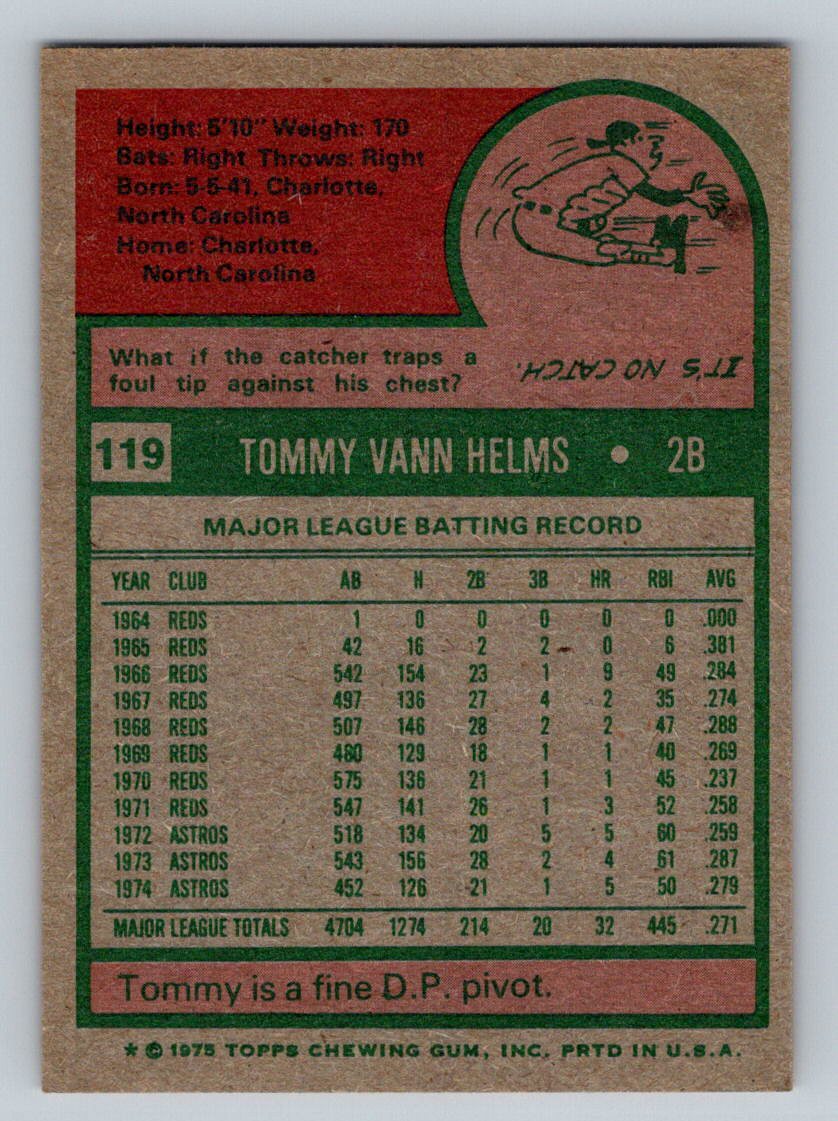 Height: 5'10" Weight: 170
Bats: Right Throws: Right
Born: 5-5-41, Charlotte,
North Carolina
Home: Charlotte,
North Carolina
What if the catcher traps a
foul tip against his chest?
IT'S NO CATCH.
119 TOMMY VANN HELMS • 2B
MAJOR LEAGUE BATTING RECORD
YEAR CLUB AB H 2B 3B HR RBI AVG
1964 REDS 1 0 0 0 0 0 .000
1965 REDS 42 16 2 2 0 6 .381
1966 REDS 542 154 23 1 9 49 .284
1967 REDS 497 136 27 4 2 35 .274
1968 REDS 507 146 28 2 2 47 .288
1969 REDS 480 129 18 1 1 40 .269
1970 REDS 575 136 21 1 1 45 .237
1971 REDS 547 141 26 1 3 52 .258
1972 ASTROS 518 134 20 5 5 60 .259
1973 ASTROS 543 156 28 2 4 61 .287
1974 ASTROS 452 126 21 1 5 50 .279
MAJOR LEAGUE TOTALS 4704 1274 214 20 32 445 .271
Tommy is a fine D.P. pivot.
* © 1975 TOPPS CHEWING GUM, INC. PRTD IN U.S.A.